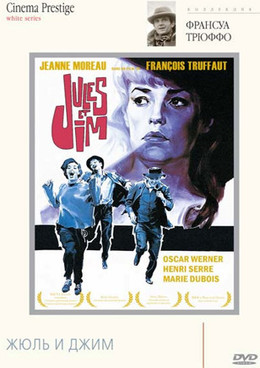 Cinema Prestige
white series
КОЛЛЕКЦИЯ
ФРАНСУА
ТРЮФФО
JEANNE MOREAU
FRANÇOIS TRUFFAUT
JULES
ET
JIM
OSCAR WERNER
HENRI SERRE
MARIE DUBOIS
ЖЮЛЬ И ДЖИМ
DVD